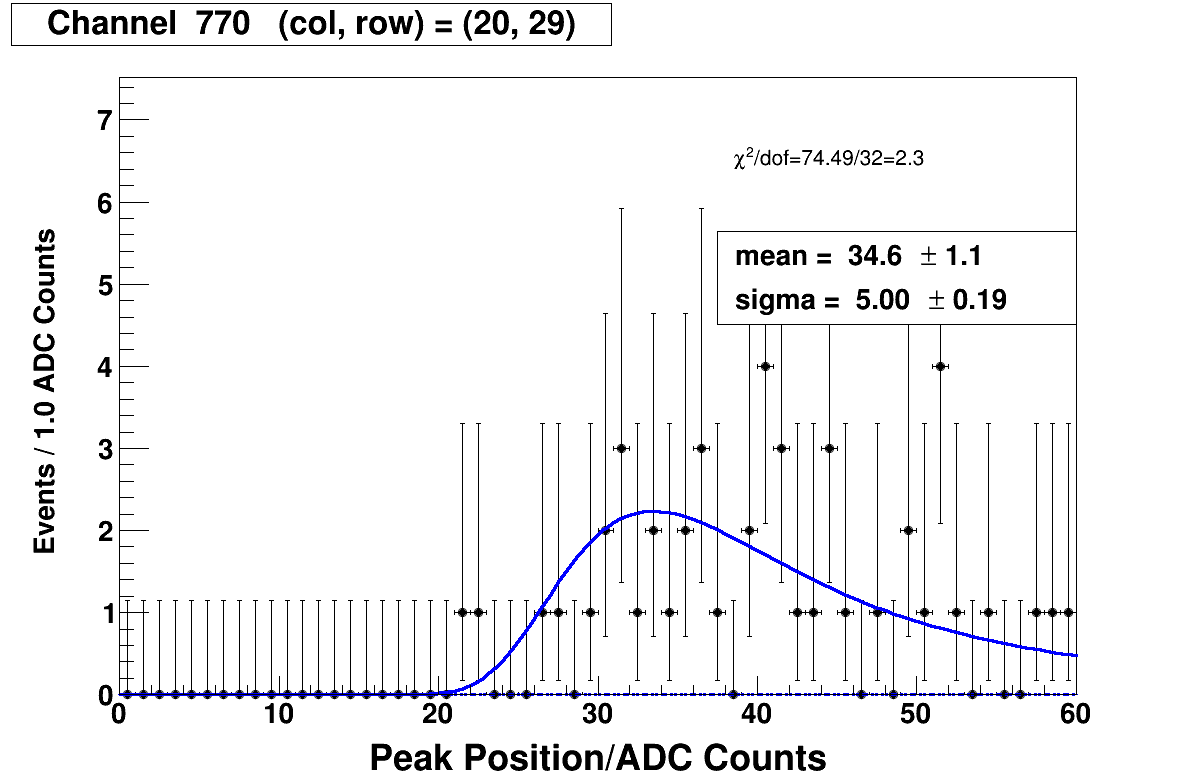 Channel 770 (col, row) = (20, 29)
7
χ²/dof=74.49/32=2.3
6
mean = 34.6 ± 1.1
5
sigma = 5.00 ± 0.19
4
3
2
1
0
Events / 1.0 ADC Counts
0 10 20 30 40 50 60
Peak Position/ADC Counts